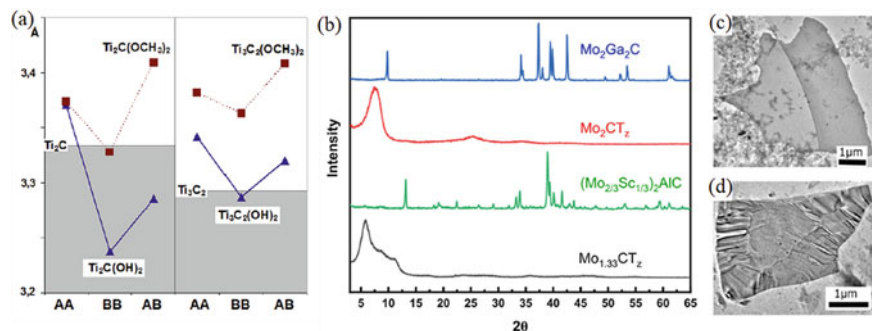 (a)
A
Ti₂C(OCH₃)₂
Ti₃C₂(OCH₃)₂
3,4
Ti₂C
3,3
Ti₃C₂
Ti₃C₂(OH)₂
Ti₂C(OH)₂
3,2
AA BB AB AA BB AB
(b)
Intensity
Mo₂Ga₂C
Mo₂CT_z
(Mo₂/₃Sc₁/₃)₂AlC
Mo₁.₃₃CT_z
5 10 15 20 25 30 35 40 45 50 55 60 65
2θ
(c)
1μm
(d)
1μm